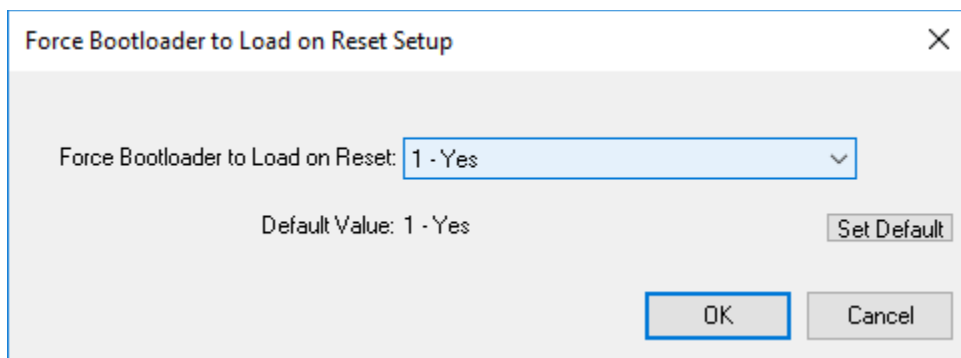 Force Bootloader to Load on Reset Setup
Force Bootloader to Load on Reset: 1 - Yes
Default Value: 1 - Yes
Set Default
OK
Cancel